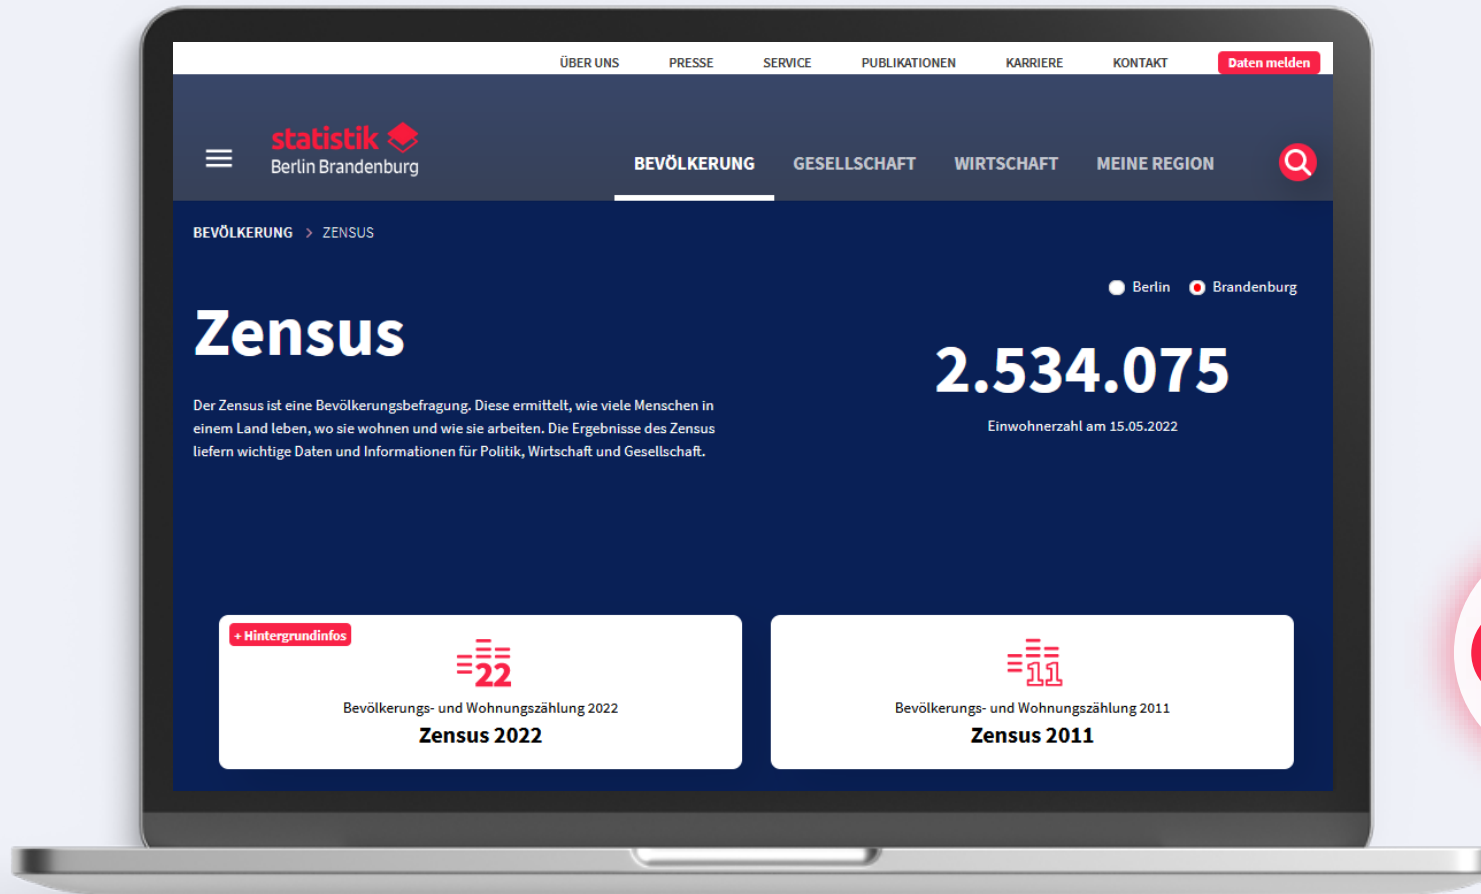 ÜBER UNS PRESSE SERVICE PUBLIKATIONEN KARRIERE KONTAKT Daten melden
statistik
Berlin Brandenburg
BEVÖLKERUNG GESELLSCHAFT WIRTSCHAFT MEINE REGION
BEVÖLKERUNG > ZENSUS
Berlin Brandenburg
Zensus
2.534.075
Einwohnerzahl am 15.05.2022
Der Zensus ist eine Bevölkerungsbefragung. Diese ermittelt, wie viele Menschen in
einem Land leben, wo sie wohnen und wie sie arbeiten. Die Ergebnisse des Zensus
liefern wichtige Daten und Informationen für Politik, Wirtschaft und Gesellschaft.
+ Hintergrundinfos
22
Bevölkerungs- und Wohnungszählung 2022
Zensus 2022
11
Bevölkerungs- und Wohnungszählung 2011
Zensus 2011